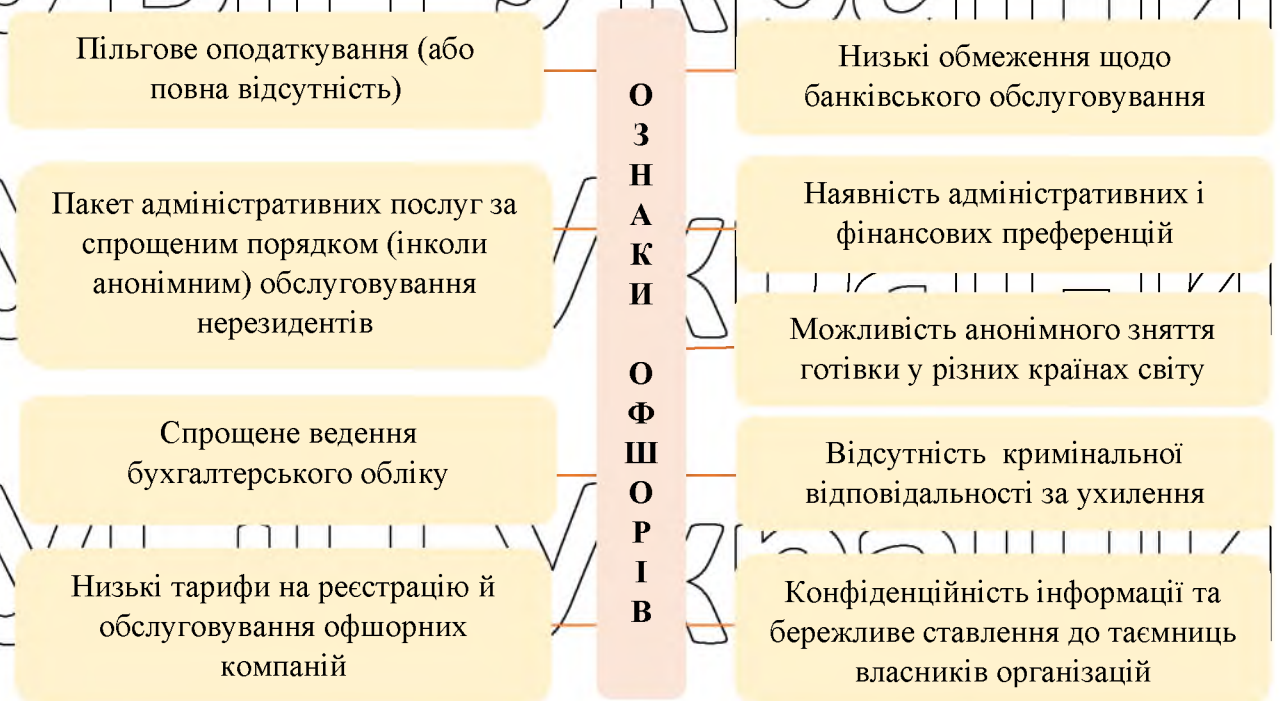 Пільгове оподаткування (або
повна відсутність)
Пакет адміністративних послуг за
спрощеним порядком (інколи
анонімним) обслуговування
нерезидентів
Спрощене ведення
бухгалтерського обліку
Низькі тарифи на реєстрацію й
обслуговування офшорних
компаній
О
З
Н
А
К
И
О
Ф
Ш
О
Р
І
В
Низькі обмеження щодо
банківського обслуговування
Наявність адміністративних і
фінансових преференцій
Можливість анонімного зняття
готівки у різних країнах світу
Відсутність кримінальної
відповідальності за ухилення
Конфіденційність інформації та
бережливе ставлення до таємниць
власників організацій